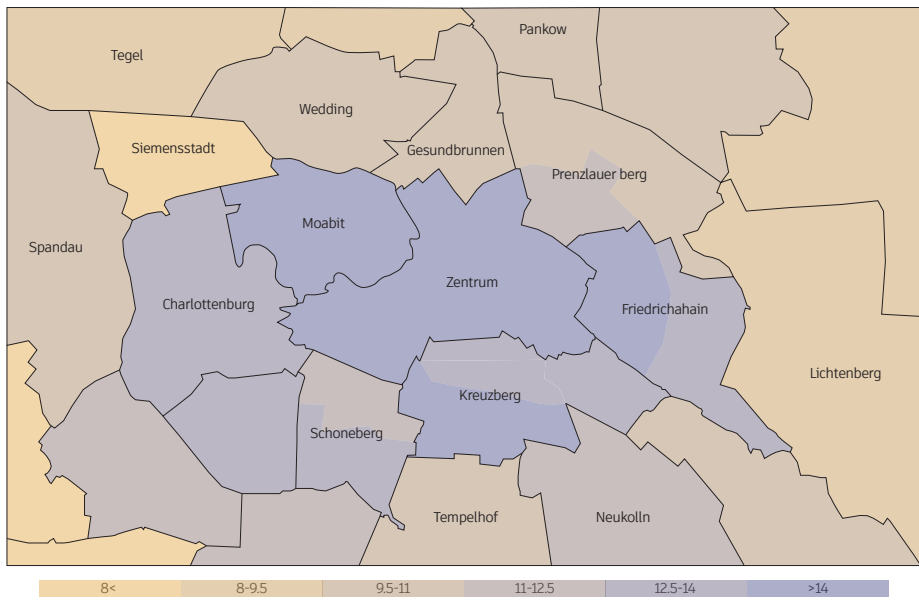 Pankow
Tegel
Wedding
Siemensstadt
Gesundbrunnen
Prenzlauer berg
Moabit
Spandau
Zentrum
Charlottenburg
Friedrichahain
Lichtenberg
Kreuzberg
Schoneberg
Tempelhof
Neukolln
8< 8-9.5 9.5-11 11-12.5 12.5-14 >14